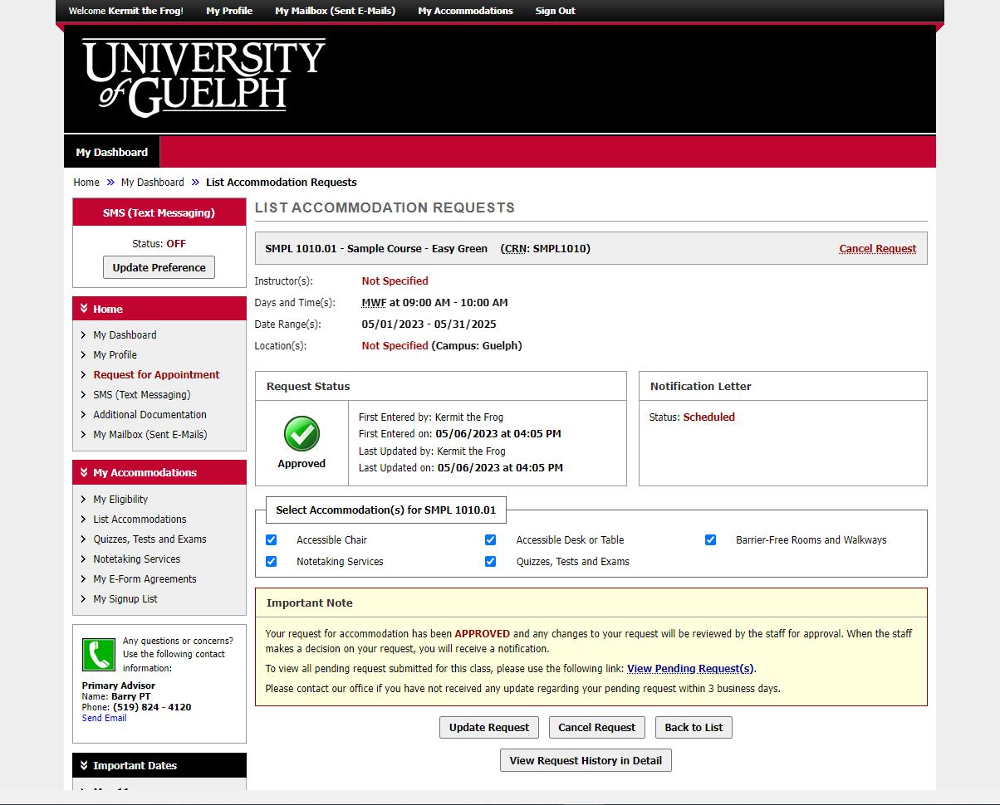 Welcome Kermit the Frog! My Profile My Mailbox (Sent E-Mails) My Accommodations Sign Out
UNIVERSITY
of GUELPH
My Dashboard
Home » My Dashboard » List Accommodation Requests
SMS (Text Messaging)
Status: OFF
Update Preference
Home
My Dashboard
My Profile
Request for Appointment
SMS (Text Messaging)
Additional Documentation
My Mailbox (Sent E-Mails)
My Accommodations
My Eligibility
List Accommodations
Quizzes, Tests and Exams
Notetaking Services
My E-Form Agreements
My Signup List
Any questions or concerns?
Use the following contact
information:
Primary Advisor
Name: Barry PT
Phone: (519) 824 - 4120
Send Email
Important Dates
LIST ACCOMMODATION REQUESTS
SMPL 1010.01 - Sample Course - Easy Green (CRN: SMPL1010) Cancel Request
Instructor(s): Not Specified
Days and Time(s): MWF at 09:00 AM - 10:00 AM
Date Range(s): 05/01/2023 - 05/31/2025
Location(s): Not Specified (Campus: Guelph)
Request Status
Approved
First Entered by: Kermit the Frog
First Entered on: 05/06/2023 at 04:05 PM
Last Updated by: Kermit the Frog
Last Updated on: 05/06/2023 at 04:05 PM
Notification Letter
Status: Scheduled
Select Accommodation(s) for SMPL 1010.01
Accessible Chair Accessible Desk or Table Barrier-Free Rooms and Walkways
Notetaking Services Quizzes, Tests and Exams
Important Note
Your request for accommodation has been APPROVED and any changes to your request will be reviewed by the staff for approval. When the staff
makes a decision on your request, you will receive a notification.
To view all pending request submitted for this class, please use the following link: View Pending Request(s).
Please contact our office if you have not received any update regarding your pending request within 3 business days.
Update Request Cancel Request Back to List
View Request History in Detail